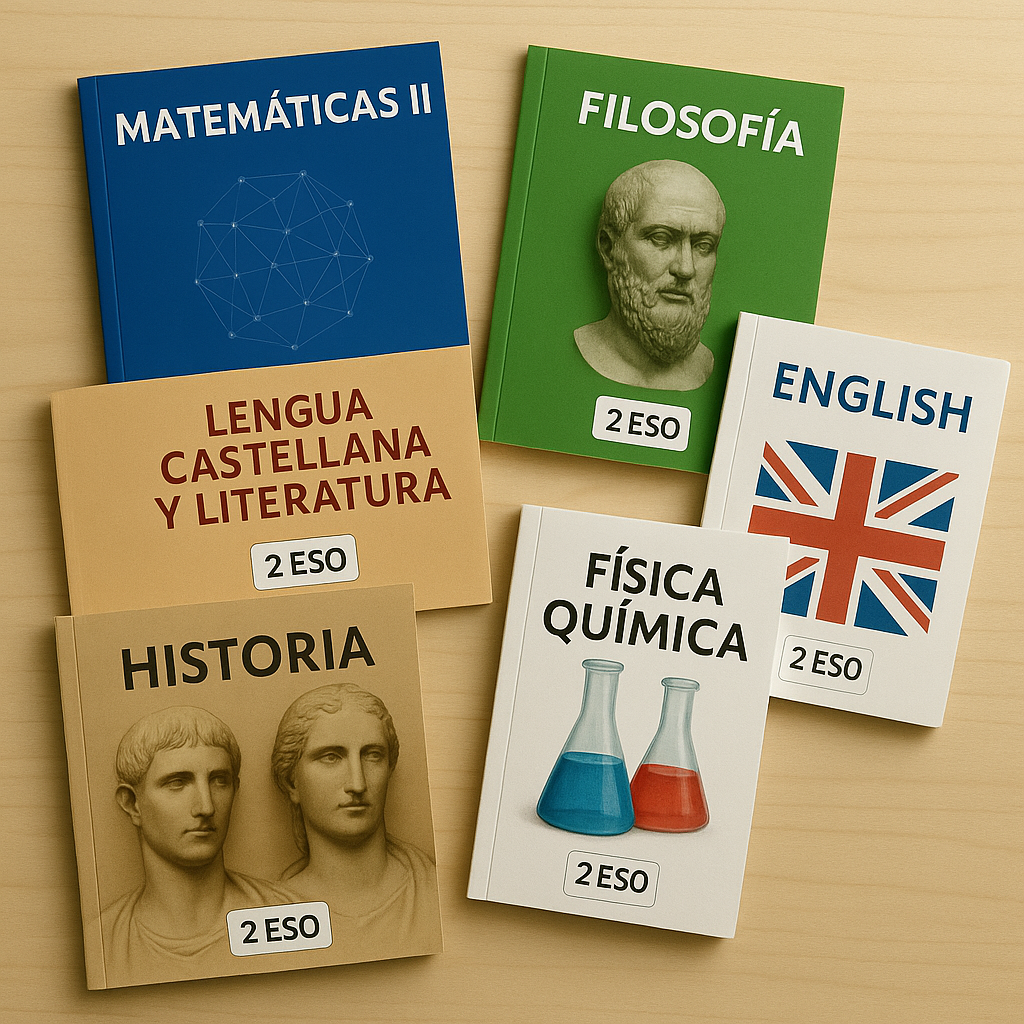 MATEMÁTICAS II
FILOSOFÍA
2 ESO
LENGUA
CASTELLANA
Y LITERATURA
2 ESO
ENGLISH
2 ESO
HISTORIA
2 ESO
FÍSICA
QUÍMICA
2 ESO